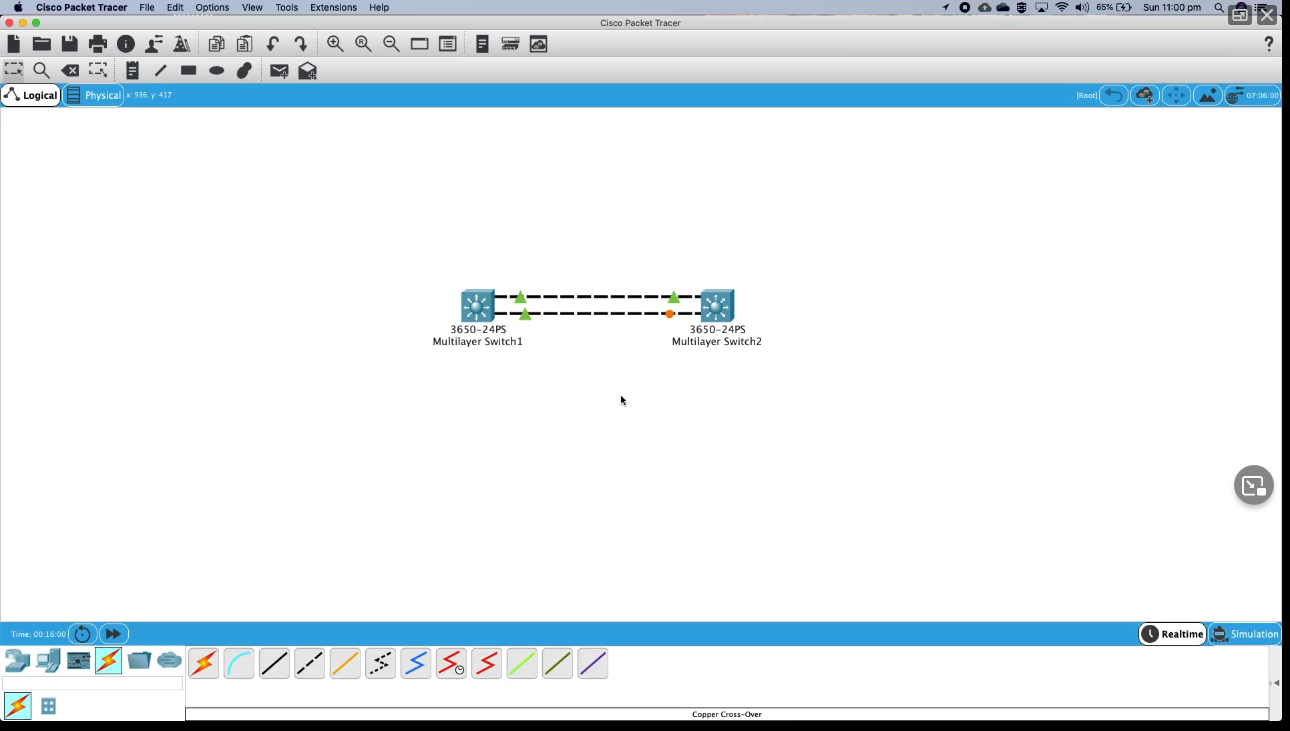 Cisco Packet Tracer File Edit View Options View Tools Extensions Help 65% Sun 11:00 pm
Cisco Packet Tracer
?
Logical Physical x: 936, y: 417 [Root] 07:06:00
3650-24PS 3650-24PS
Multilayer Switch1 Multilayer Switch2
Time: 00:16:00 Realtime Simulation
Copper Cross-Over